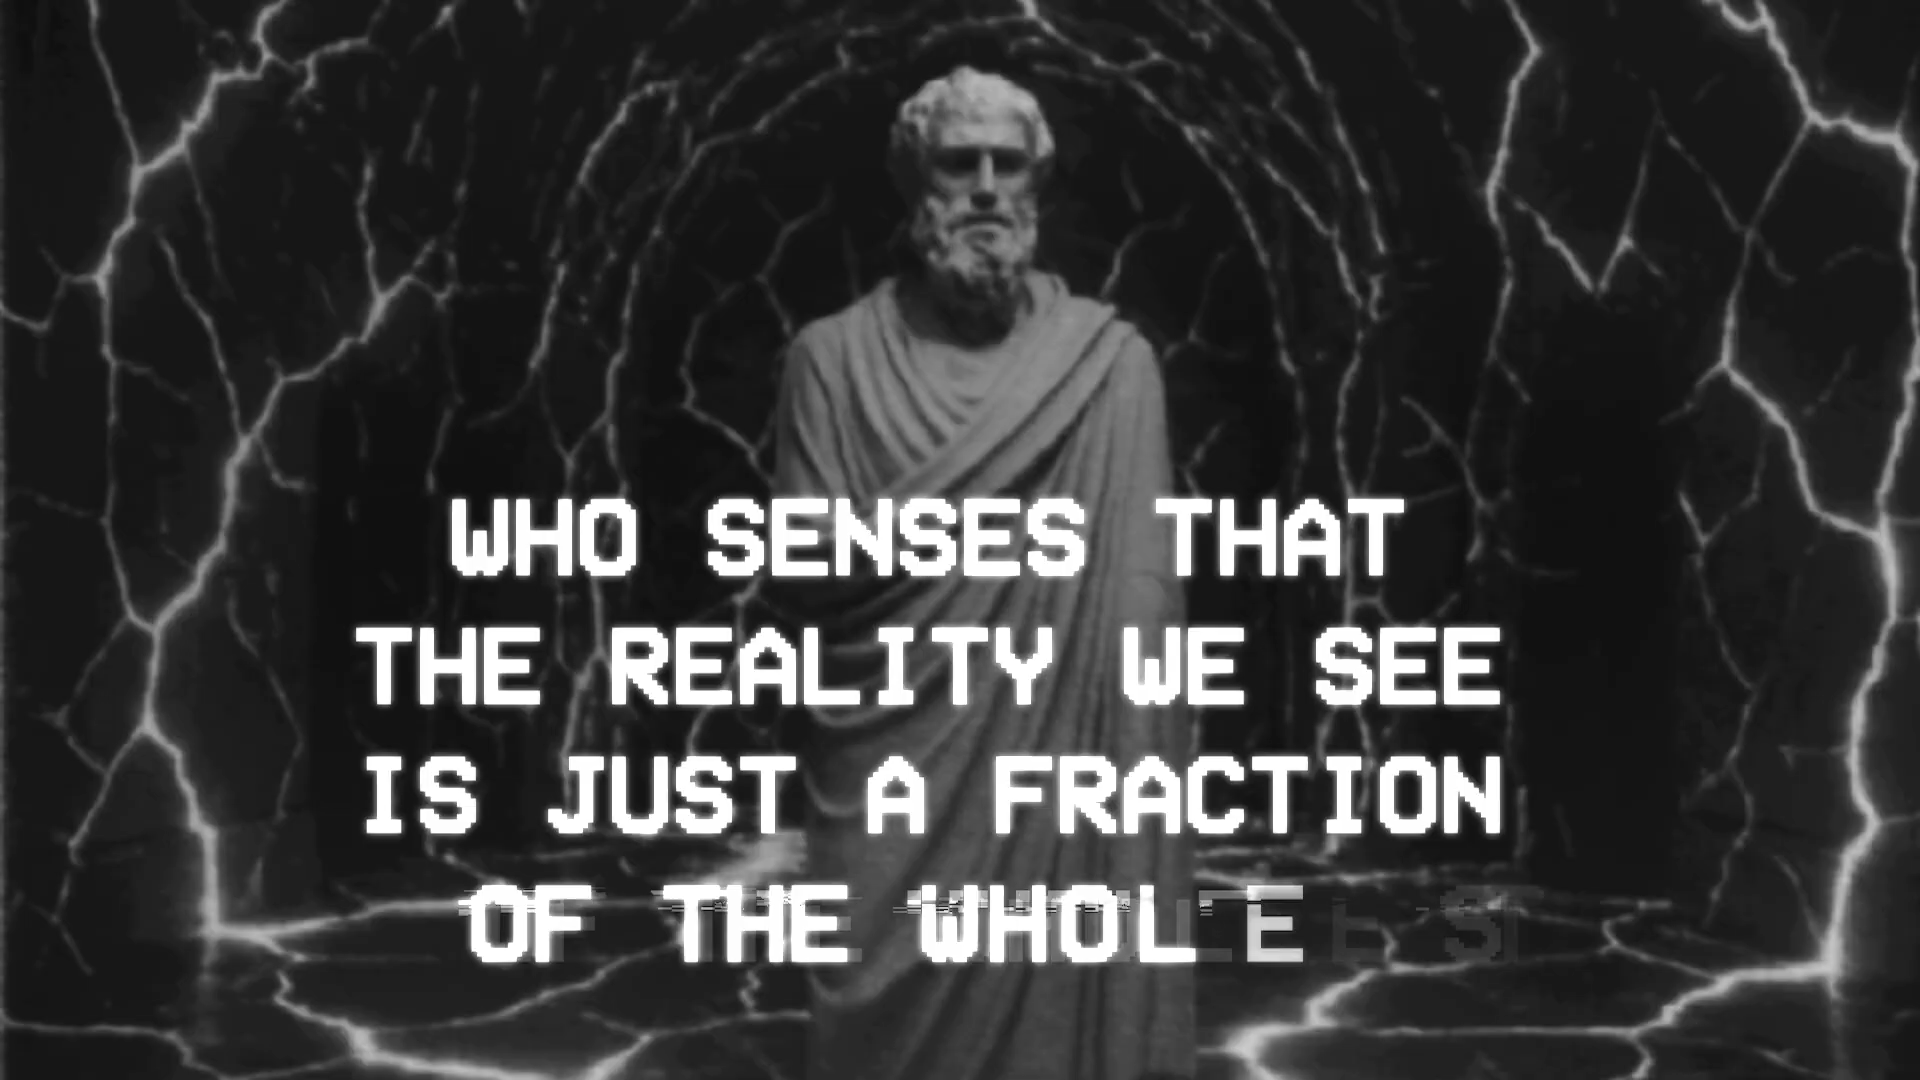 WHO SENSES THAT
THE REALITY WE SEE
IS JUST A FRACTION
OF THE WHOLE